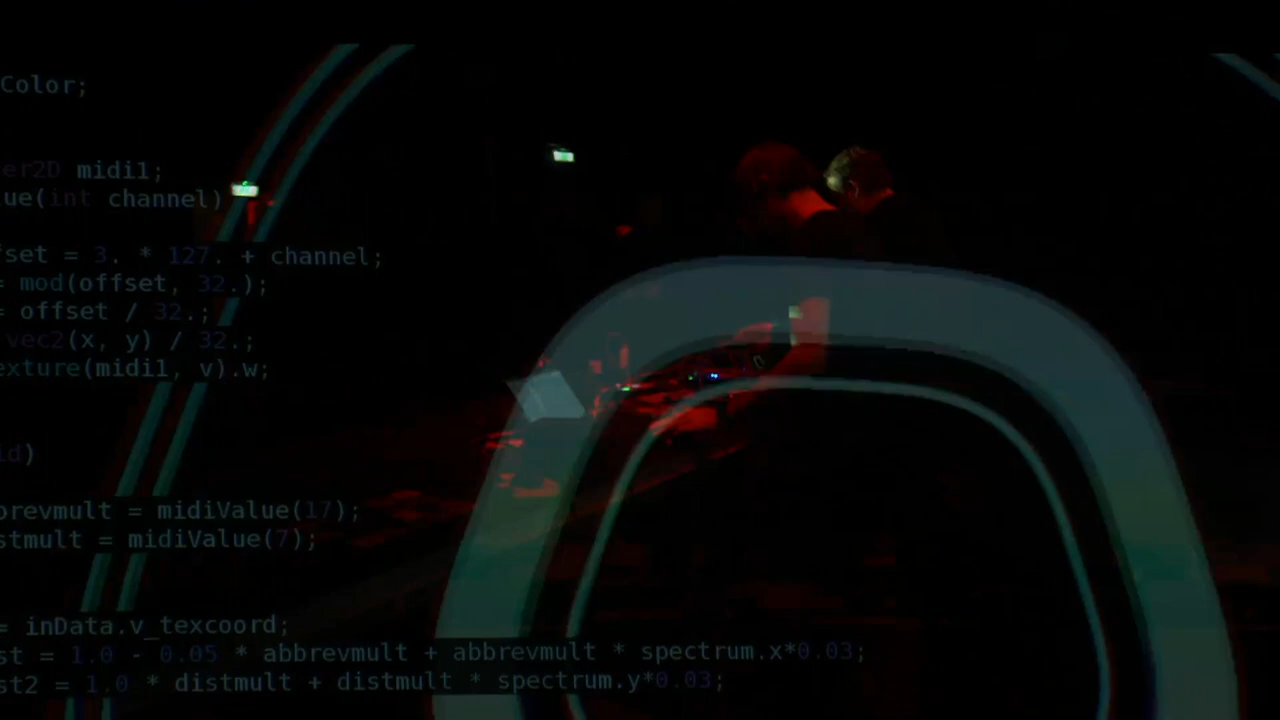 Color;
er2D midi1;
ue(int channel)
fset = 3. * 127. + channel;
= mod(offset, 32.);
= offset / 32.;
vec2(x, y) / 32.;
exture(midi1, v).w;
id)
brevmult = midiValue(17);
stmult = midiValue(7);
= inData.v_texcoord;
st = 1.0 - 0.05 * abbrevmult + abbrevmult * spectrum.x*0.03;
st2 = 1.0 * distmult + distmult * spectrum.y*0.03;